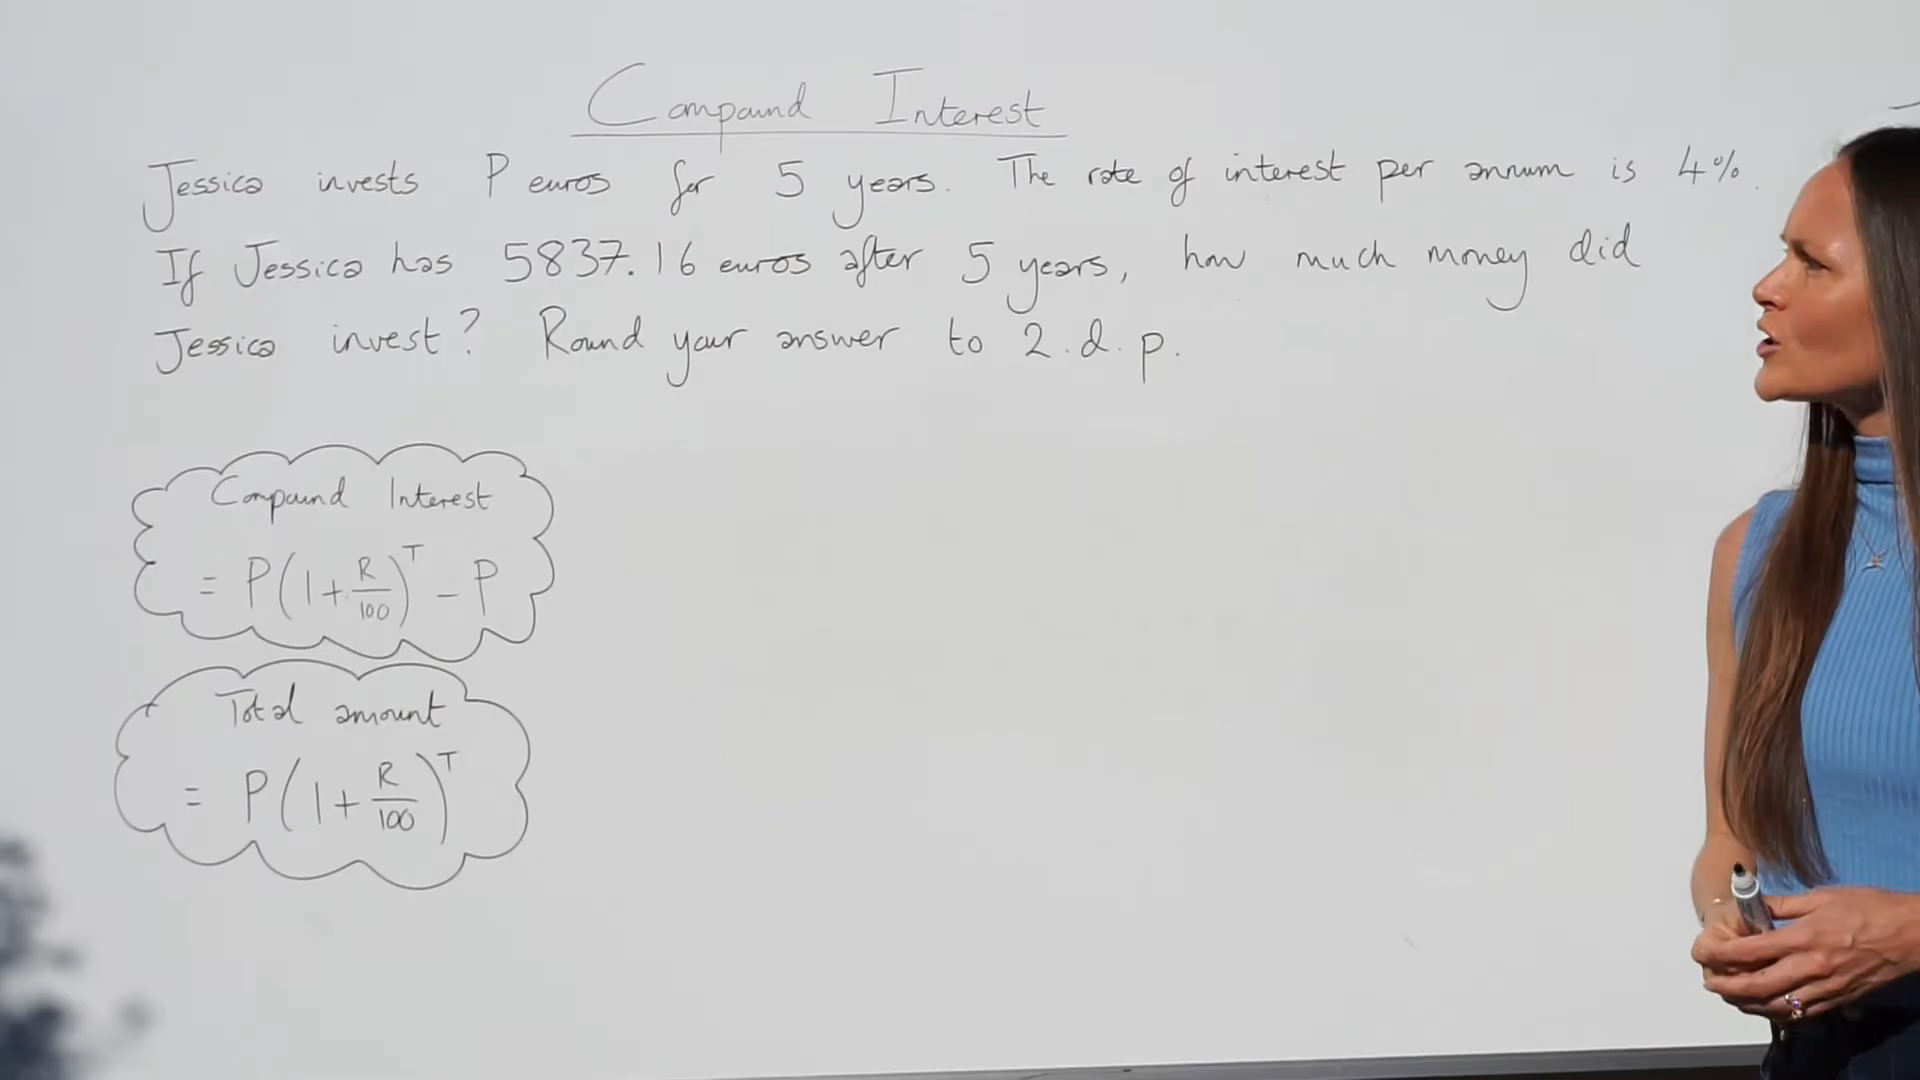 Compound Interest
Jessica invests P euros for 5 years. The rate of interest per annum is 4%.
If Jessica has 5837.16 euros after 5 years, how much money did
Jessica invest? Round your answer to 2.d.p.
Compound Interest
= P(1+R/100)^T - P
Total amount
= P(1+R/100)^T